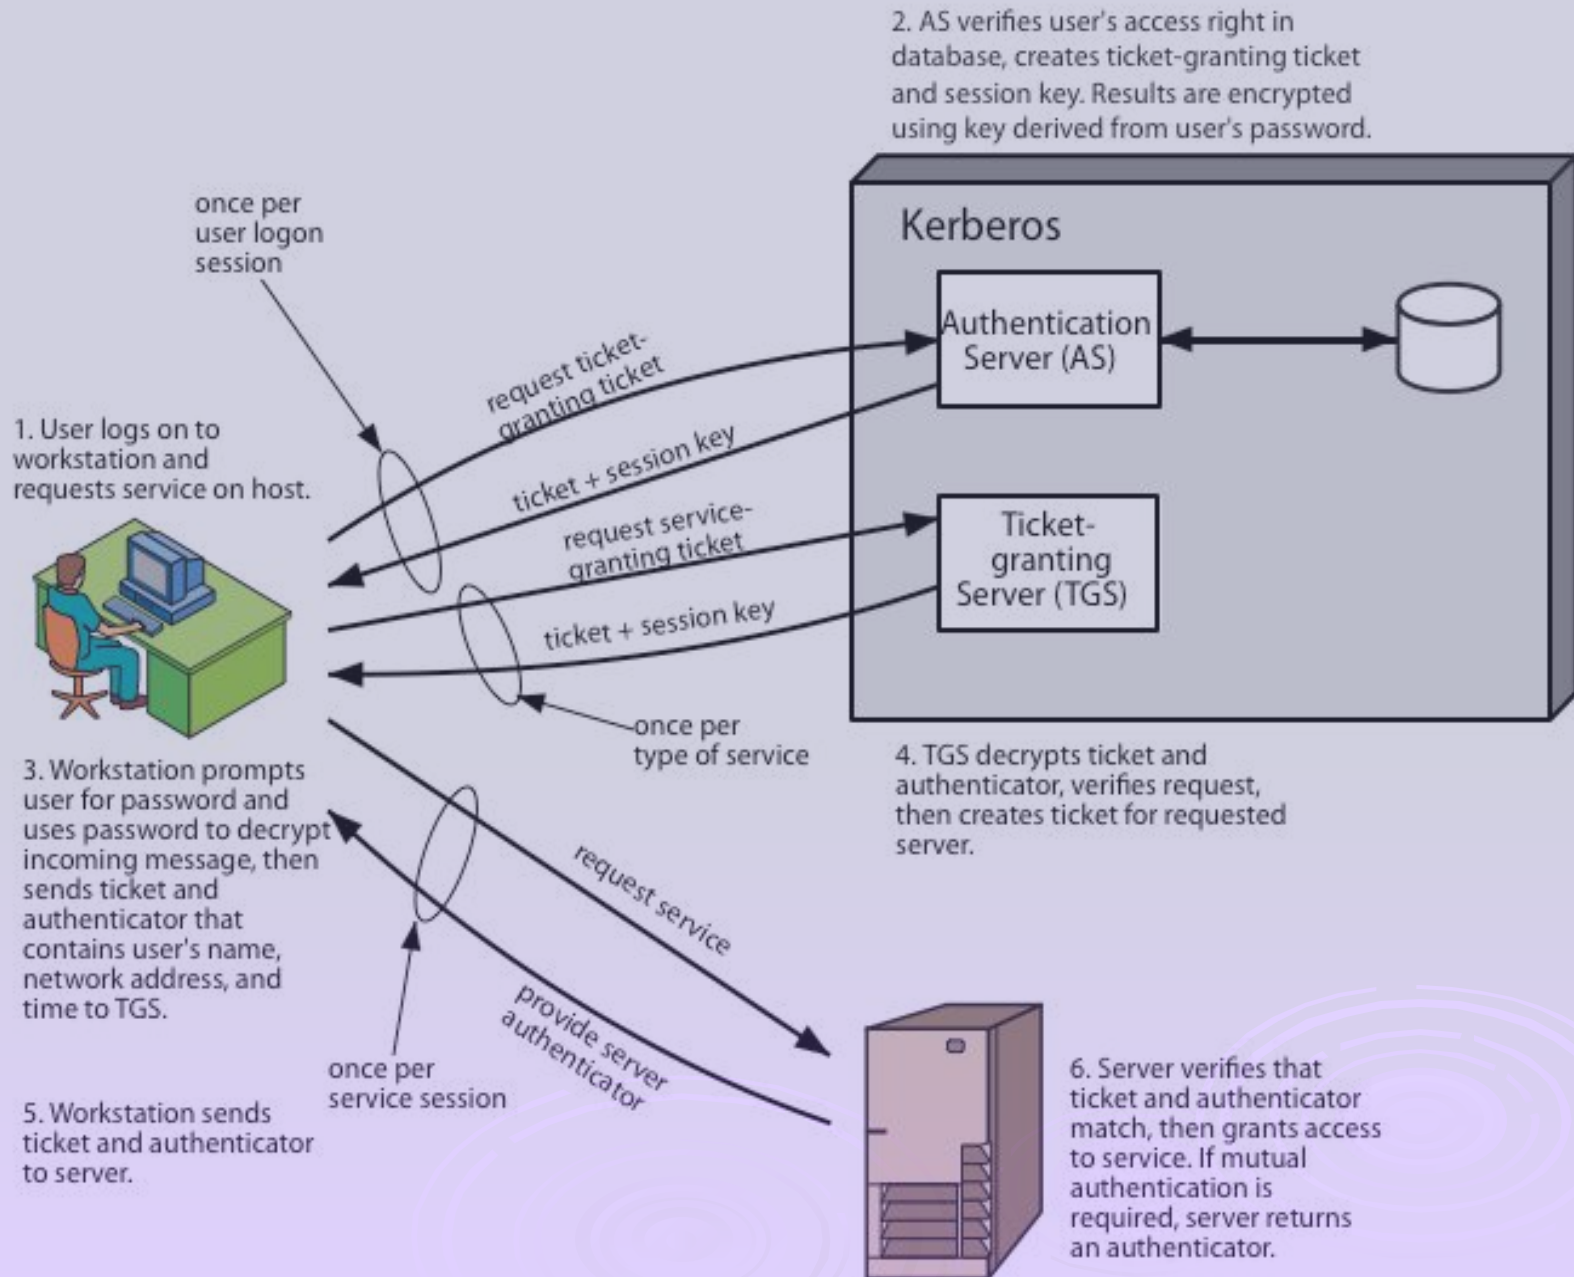 2. AS verifies user's access right in
database, creates ticket-granting ticket
and session key. Results are encrypted
using key derived from user's password.
once per
user logon
session
Kerberos
Authentication
Server (AS)
request ticket-
granting ticket
1. User logs on to
workstation and
requests service on host.
ticket + session key
request service-
granting ticket
Ticket-
granting
Server (TGS)
ticket + session key
once per
type of service
3. Workstation prompts
user for password and
uses password to decrypt
incoming message, then
sends ticket and
authenticator that
contains user's name,
network address, and
time to TGS.
4. TGS decrypts ticket and
authenticator, verifies request,
then creates ticket for requested
server.
request service
provide server
authenticator
once per
service session
5. Workstation sends
ticket and authenticator
to server.
6. Server verifies that
ticket and authenticator
match, then grants access
to service. If mutual
authentication is
required, server returns
an authenticator.